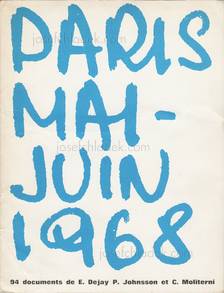 PARIS
MAI-
JUIN
1968
94 documents de E. Dejay P. Johnsson et C. Moliterni